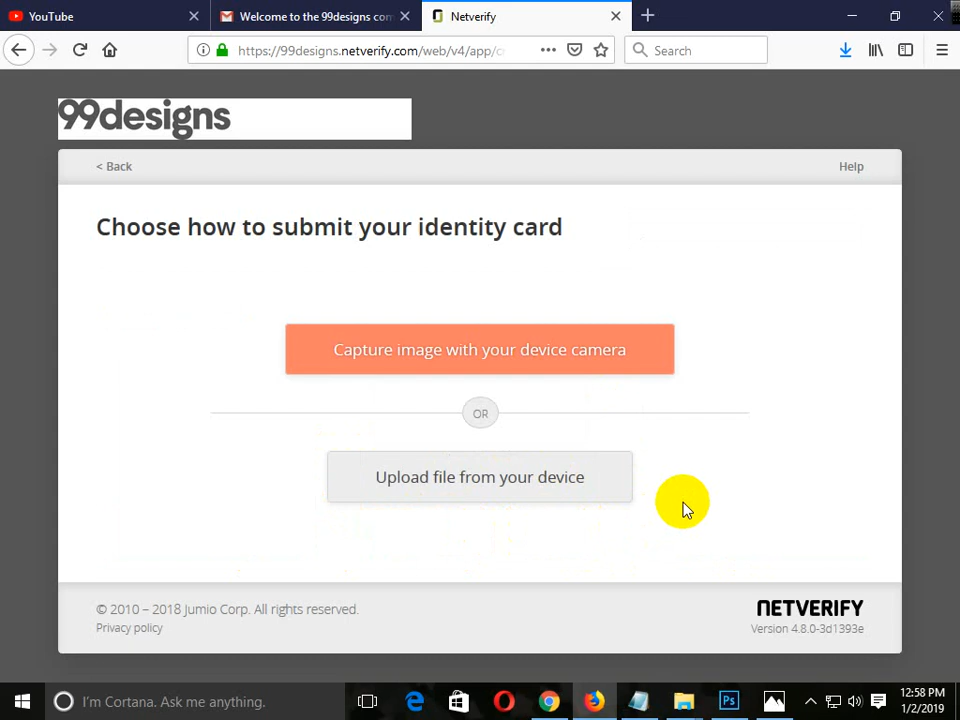 YouTube
Welcome to the 99designs con
Netverify
https://99designs.netverify.com/web/v4/app/c
Search
99designs
< Back
Help
Choose how to submit your identity card
Capture image with your device camera
OR
Upload file from your device
© 2010 – 2018 Jumio Corp. All rights reserved.
Privacy policy
NETVERIFY
Version 4.8.0-3d1393e
I'm Cortana. Ask me anything.
Ps
12:58 PM
1/2/2019